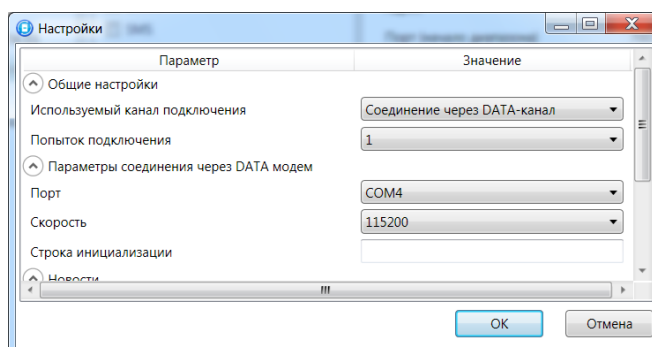 Настройки
SMS
Параметр Значение
Общие настройки
Используемый канал подключения Соединение через DATA-канал
Попыток подключения 1
Параметры соединения через DATA модем
Порт COM4
Скорость 115200
Строка инициализации
Новости
OK Отмена